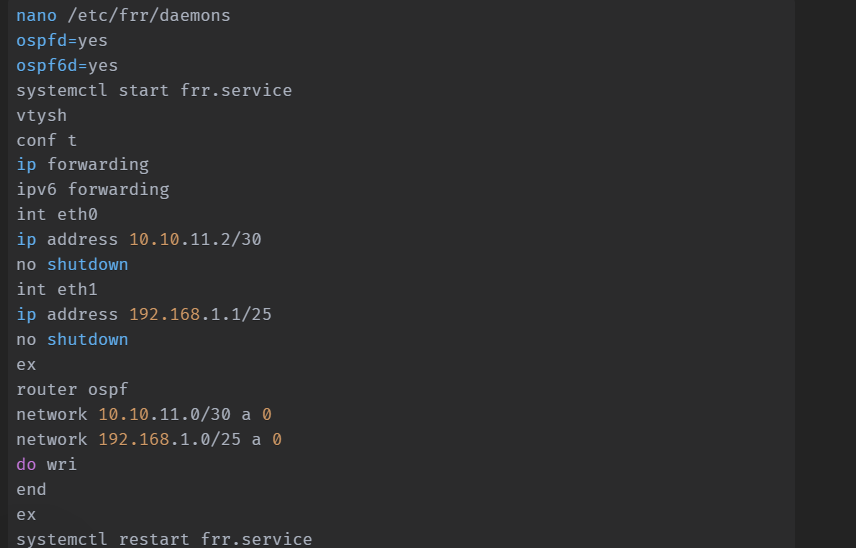 nano /etc/frr/daemons
ospfd=yes
ospf6d=yes
systemctl start frr.service
vtysh
conf t
ip forwarding
ipv6 forwarding
int eth0
ip address 10.10.11.2/30
no shutdown
int eth1
ip address 192.168.1.1/25
no shutdown
ex
router ospf
network 10.10.11.0/30 a 0
network 192.168.1.0/25 a 0
do wri
end
ex
systemctl restart frr.service